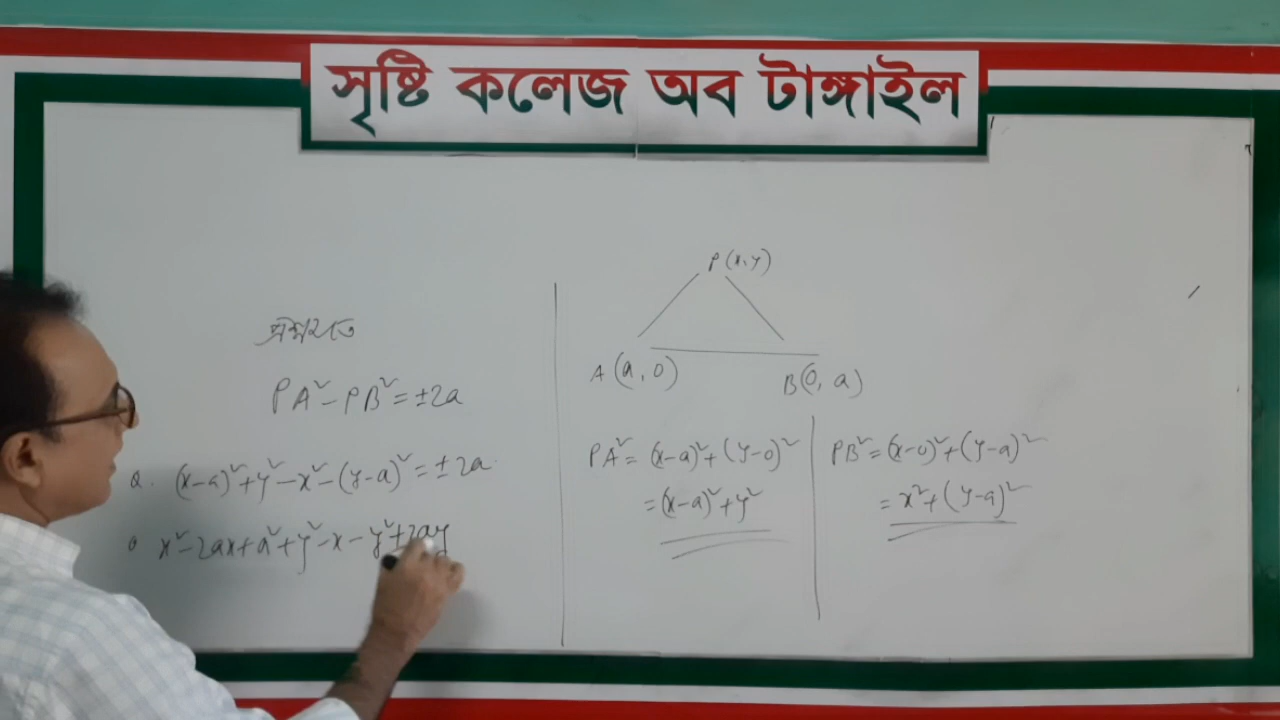 সৃষ্টি কলেজ অব টাঙ্গাইল
প্রশ্নমতে
PA² - PB² = ±2a
a. (x-a)²+y²-x²-(y-a)² = ±2a.
x²-2ax+a²+y²-x-y²+2ay
P(x,y)
A (a, 0)
B(0, a)
PA² = (x-a)²+(y-0)²
= (x-a)²+y²
PB² = (x-0)²+(y-a)²
= x²+(y-a)²